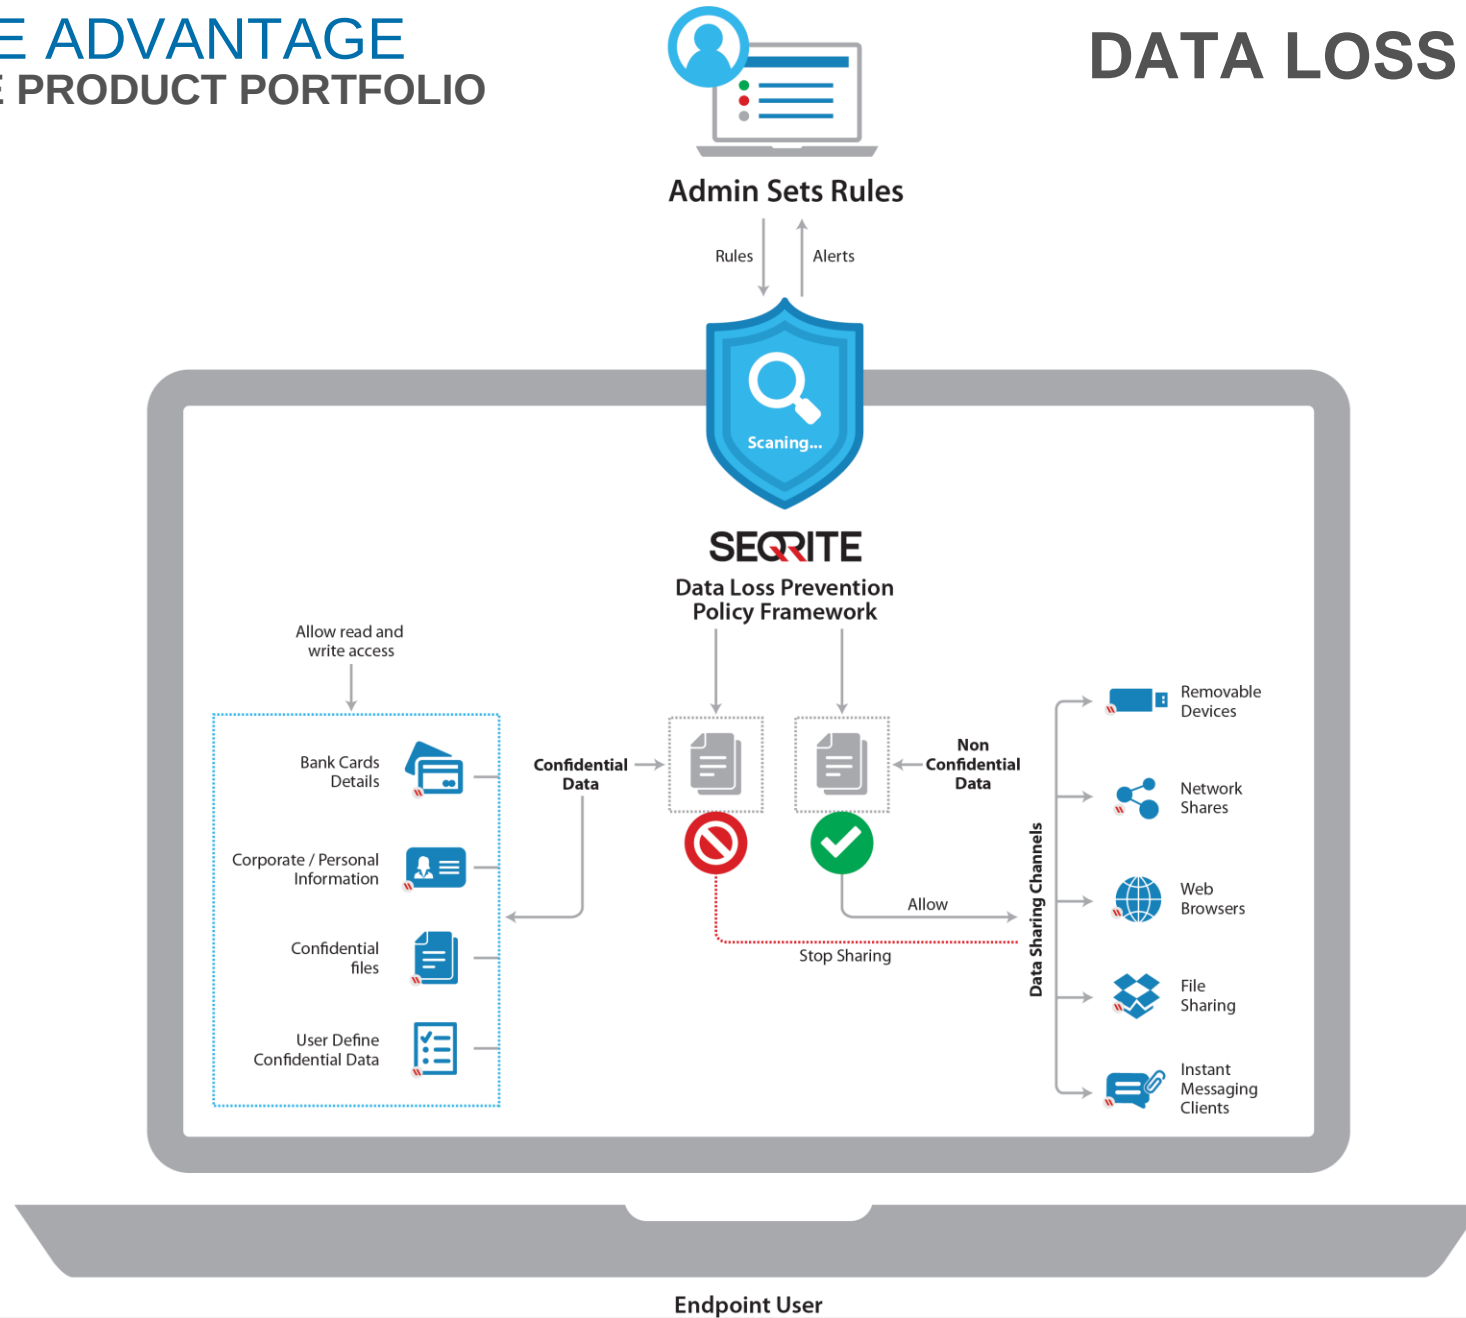 E ADVANTAGE
E PRODUCT PORTFOLIO
DATA LOSS
Admin Sets Rules
Rules
Alerts
Scaning...
SEQRITE
Data Loss Prevention
Policy Framework
Allow read and
write access
Bank Cards
Details
Corporate / Personal
Information
Confidential
files
User Define
Confidential Data
Confidential
Data
Non
Confidential
Data
Allow
Stop Sharing
Data Sharing Channels
Removable
Devices
Network
Shares
Web
Browsers
File
Sharing
Instant
Messaging
Clients
Endpoint User